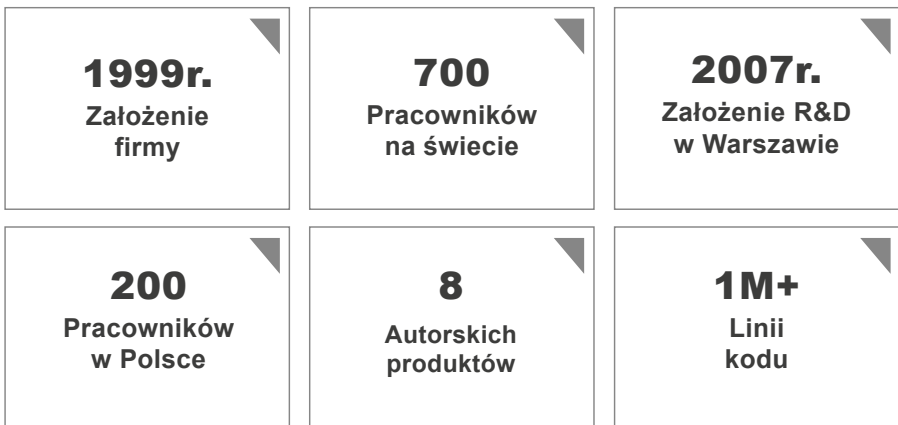 1999r.
Założenie
firmy
700
Pracowników
na świecie
2007r.
Założenie R&D
w Warszawie
200
Pracowników
w Polsce
8
Autorskich
produktów
1M+
Linii
kodu